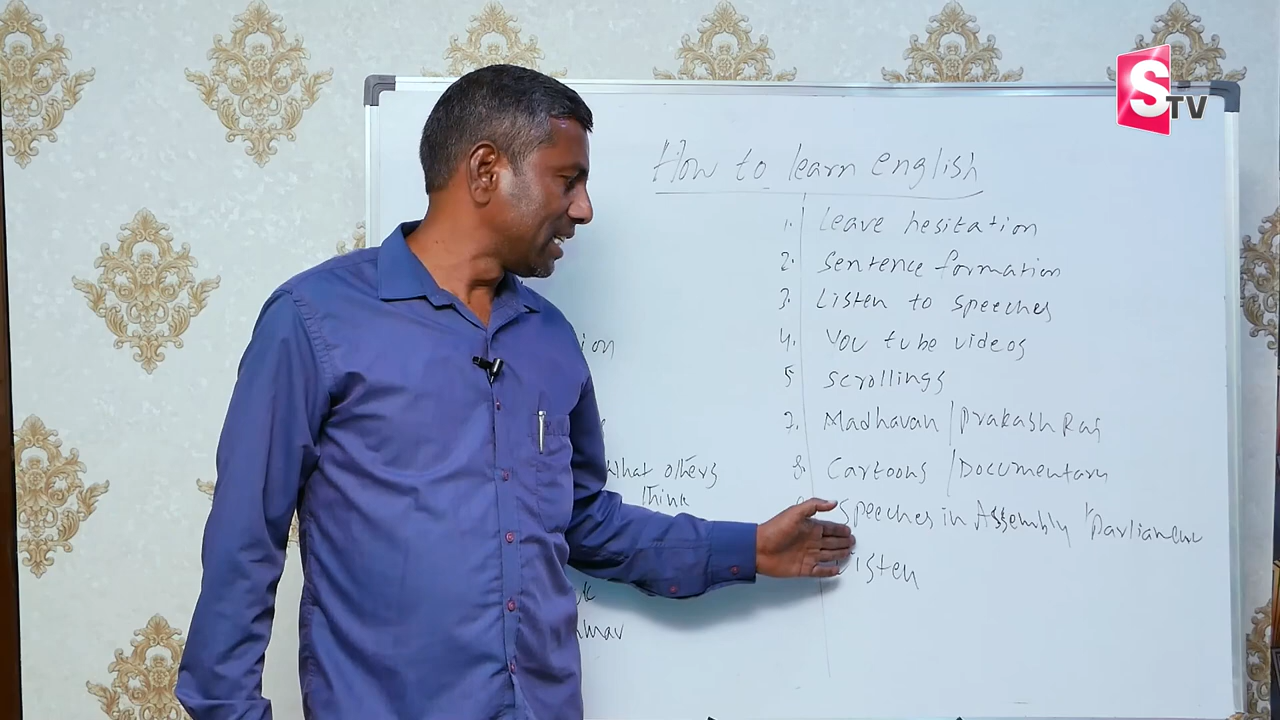 STV
How to learn english
1. Leave hesitation
2. Sentence formation
3. Listen to speeches
4. You tube videos
5 Scrollings
7. Madhavan / Prakash Raj
8. Cartoons / Documentary
Speeches in Assembly
Listen
ion
What others
think